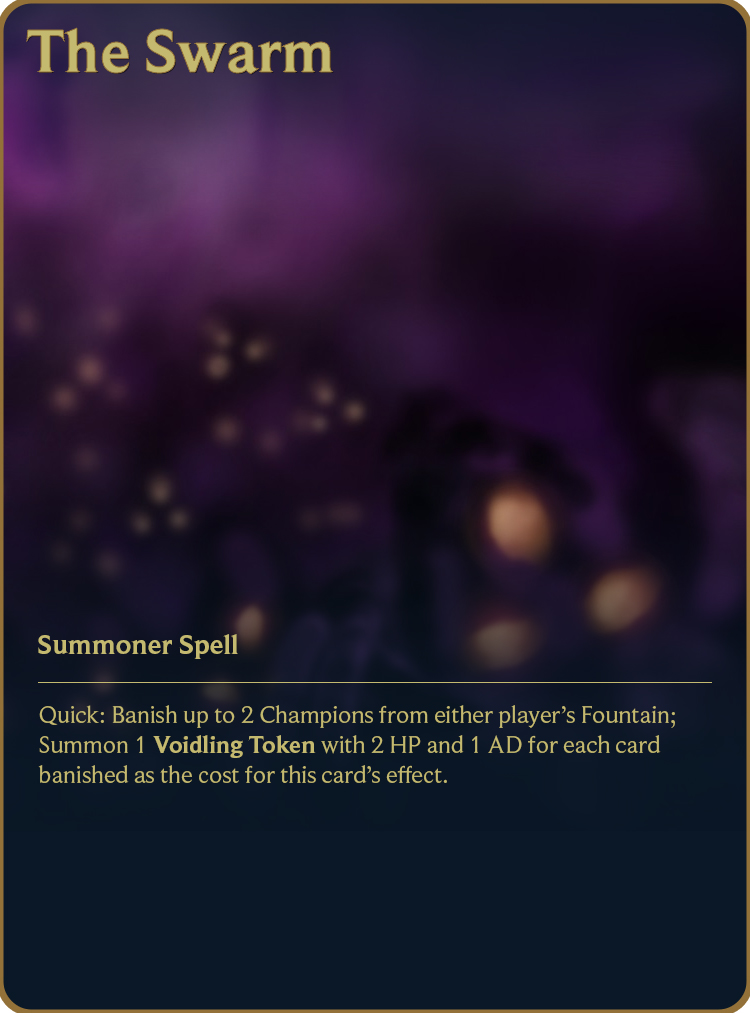 The Swarm
Summoner Spell
Quick: Banish up to 2 Champions from either player’s Fountain;
Summon 1 Voidling Token with 2 HP and 1 AD for each card
banished as the cost for this card’s effect.